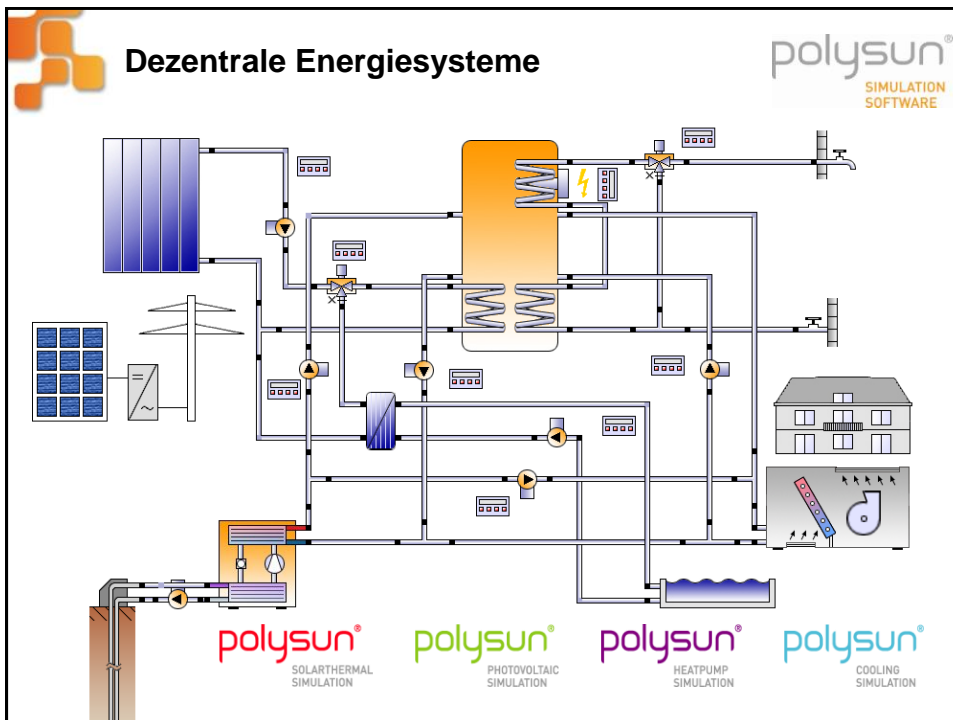 Dezentrale Energiesysteme
polysun®
SIMULATION
SOFTWARE
polysun®
SOLARTHERMAL
SIMULATION
polysun®
PHOTOVOLTAIC
SIMULATION
polysun®
HEATPUMP
SIMULATION
polysun®
COOLING
SIMULATION